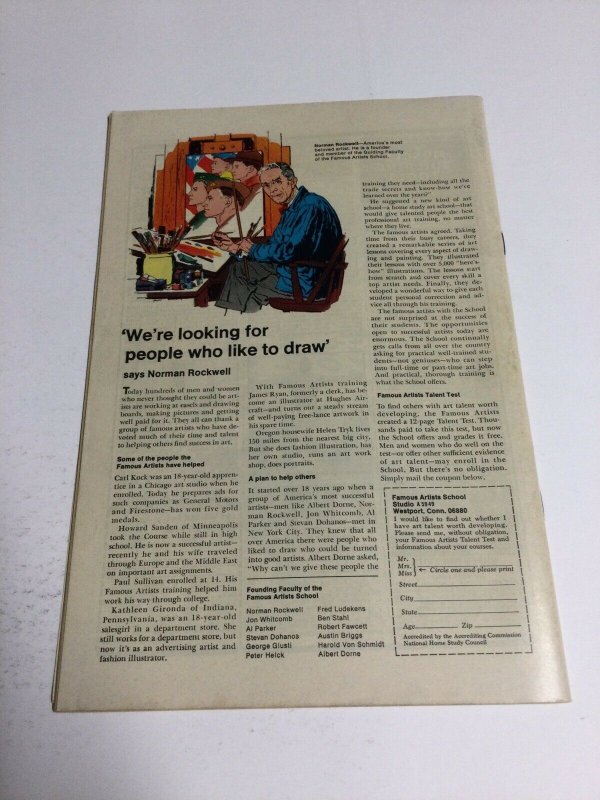 Norman Rockwell—America's most
beloved artist. He is a founder
and member of the Guiding Faculty
of the Famous Artists School.
'We're looking for
people who like to draw'
says Norman Rockwell
Today hundreds of men and women
who never thought they could be art-
ists are working at easels and drawing
boards, making pictures and getting
well paid for it. They all can thank a
group of famous artists who have de-
voted much of their time and talent
to helping others find success in art.
Some of the people the
Famous Artists have helped
Carl Kock was an 18-year-old appren-
tice in a Chicago art studio when he
enrolled. Today he prepares ads for
such companies as General Motors
and Firestone—has won five gold
medals.
Howard Sanden of Minneapolis
took the Course while still in high
school. He is now a successful artist—
recently he and his wife traveled
through Europe and the Middle East
on important art assignments.
Paul Sullivan enrolled at 14. His
Famous Artists training helped him
work his way through college.
Kathleen Gironda of Indiana,
Pennsylvania, was an 18-year-old
salesgirl in a department store. She
still works for a department store, but
now it's as an advertising artist and
fashion illustrator.
With Famous Artists training
James Ryan, formerly a clerk, has be-
come an illustrator at Hughes Air-
craft—and turns out a steady stream
of well-paying free-lance artwork in
his spare time.
Oregon housewife Helen Tryk lives
150 miles from the nearest big city.
But she does fashion illustration, has
her own studio, runs an art work
shop, does portraits.
A plan to help others
It started over 18 years ago when a
group of America's most successful
artists—men like Albert Dorne, Nor-
man Rockwell, Jon Whitcomb, Al
Parker and Stevan Dohanos—met in
New York City. They knew that all
over America there were people who
liked to draw who could be turned
into good artists. Albert Dorne asked,
"Why can't we give these people the
Founding Faculty of the
Famous Artists School
Norman Rockwell
Jon Whitcomb
Al Parker
Stevan Dohanos
George Giusti
Peter Helck
Fred Ludekens
Ben Stahl
Robert Fawcett
Austin Briggs
Harold Von Schmidt
Albert Dorne
training they need—including all the
trade secrets and know-how we've
learned over the years?"
He suggested a new kind of art
school—a home study art school—that
would give talented people the best
professional art training, no matter
where they live.
The famous artists agreed. Taking
time from their busy careers, they
created a remarkable series of art
lessons covering every aspect of draw-
ing and painting. They illustrated
their lessons with over 5,000 "here's-
how" illustrations. The lessons start
from scratch and cover every skill a
top artist needs. Finally, they de-
veloped a wonderful way to give each
student personal correction and ad-
vice all through his training.
The famous artists with the School
are not surprised at the success of
their students. The opportunities
open to successful artists today are
enormous. The School continually
gets calls from all over the country
asking for practical well-trained stu-
dents—not geniuses—who can step
into full-time or part-time art jobs.
And practical, thorough training is
what the School offers.
Famous Artists Talent Test
To find others with art talent worth
developing, the Famous Artists
created a 12-page Talent Test. Thou-
sands paid to take this test, but now
the School offers and grades it free.
Men and women who do well on the
test—or offer other sufficient evidence
of art talent—may enroll in the
School. But there's no obligation.
Simply mail the coupon below.
Famous Artists School
Studio A 3949
Westport, Conn. 06880
I would like to find out whether I
have art talent worth developing.
Please send me, without obligation,
your Famous Artists Talent Test and
information about your courses.
Mr.
Mrs.
Miss
← Circle one and please print
Street
City
State
Age Zip
Accredited by the Accrediting Commission
National Home Study Council